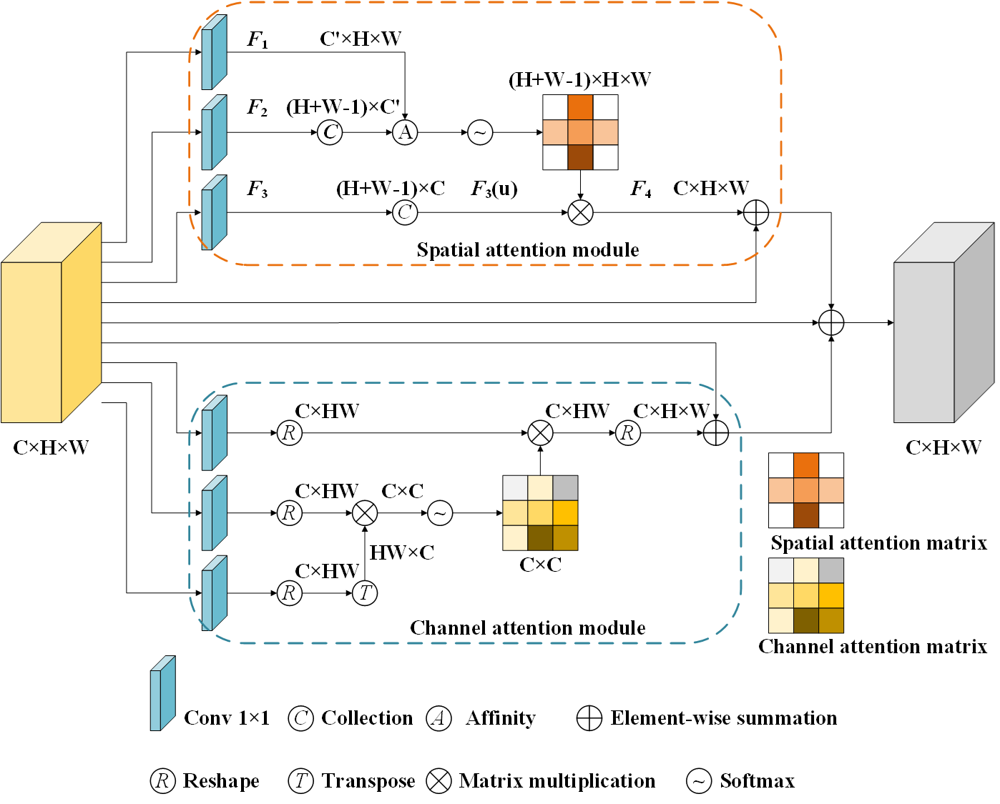 F1 C'×H×W
(H+W-1)×H×W
F2 (H+W-1)×C'
C A ~
F3 (H+W-1)×C F3(u) F4 C×H×W
C
Spatial attention module
C×H×W
C×H×W
C×HW C×HW C×H×W
R R
C×HW C×C
R ~
HW×C
C×C
C×HW
R T
Channel attention module
Spatial attention matrix
Channel attention matrix
Conv 1×1 C Collection A Affinity Element-wise summation
R Reshape T Transpose Matrix multiplication ~ Softmax